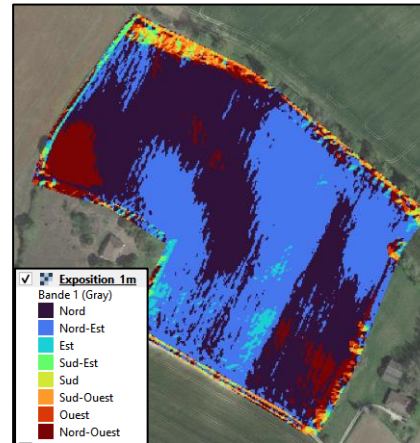 Exposition_1m
Bande 1 (Gray)
Nord
Nord-Est
Est
Sud-Est
Sud
Sud-Ouest
Ouest
Nord-Ouest